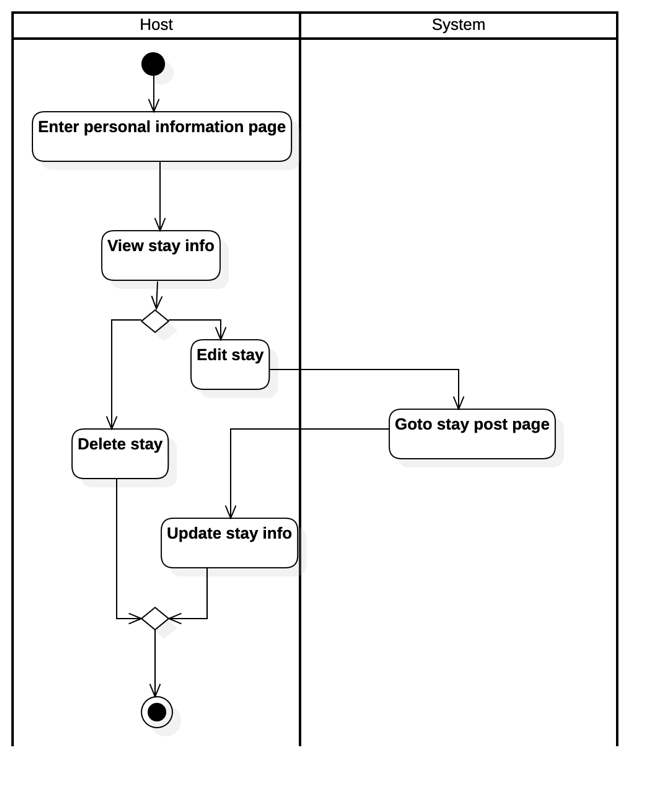 Host
System
Enter personal information page
View stay info
Edit stay
Goto stay post page
Delete stay
Update stay info